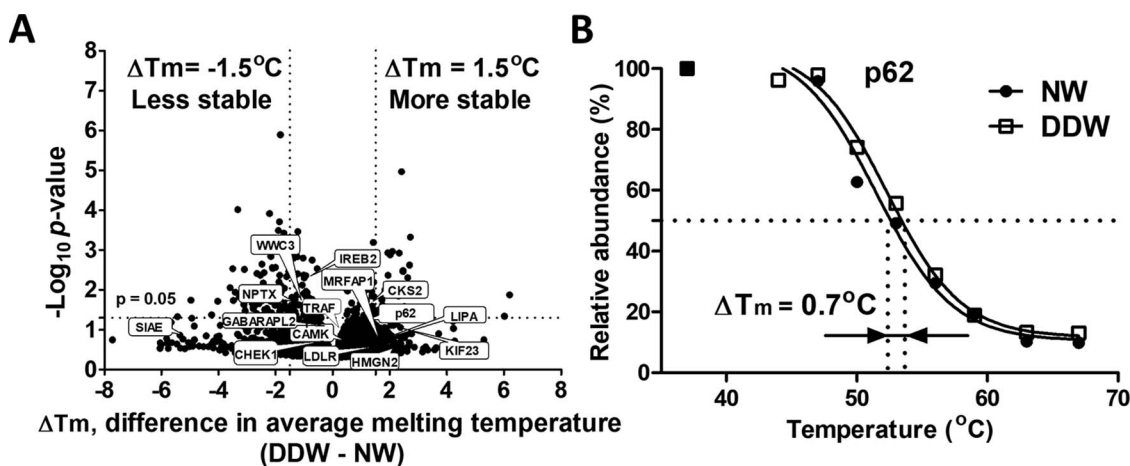 A
8
7
6
5
4
3
2
1
0
-Log10 p-value
ΔTm= -1.5°C
Less stable
ΔTm = 1.5°C
More stable
WWC3
IREB2
MRFAP1
NPTX
CKS2
p = 0.05
TRAF
p62
LIPA
SIAE
GABARAPL2
CAMK
CHEK1
LDLR
HMGN2
KIF23
-8 -6 -4 -2 0 2 4 6 8
ΔTm, difference in average melting temperature
(DDW - NW)
B
100
80
60
40
20
0
Relative abundance (%)
p62
NW
DDW
ΔTm = 0.7°C
40 50 60 70
Temperature (°C)